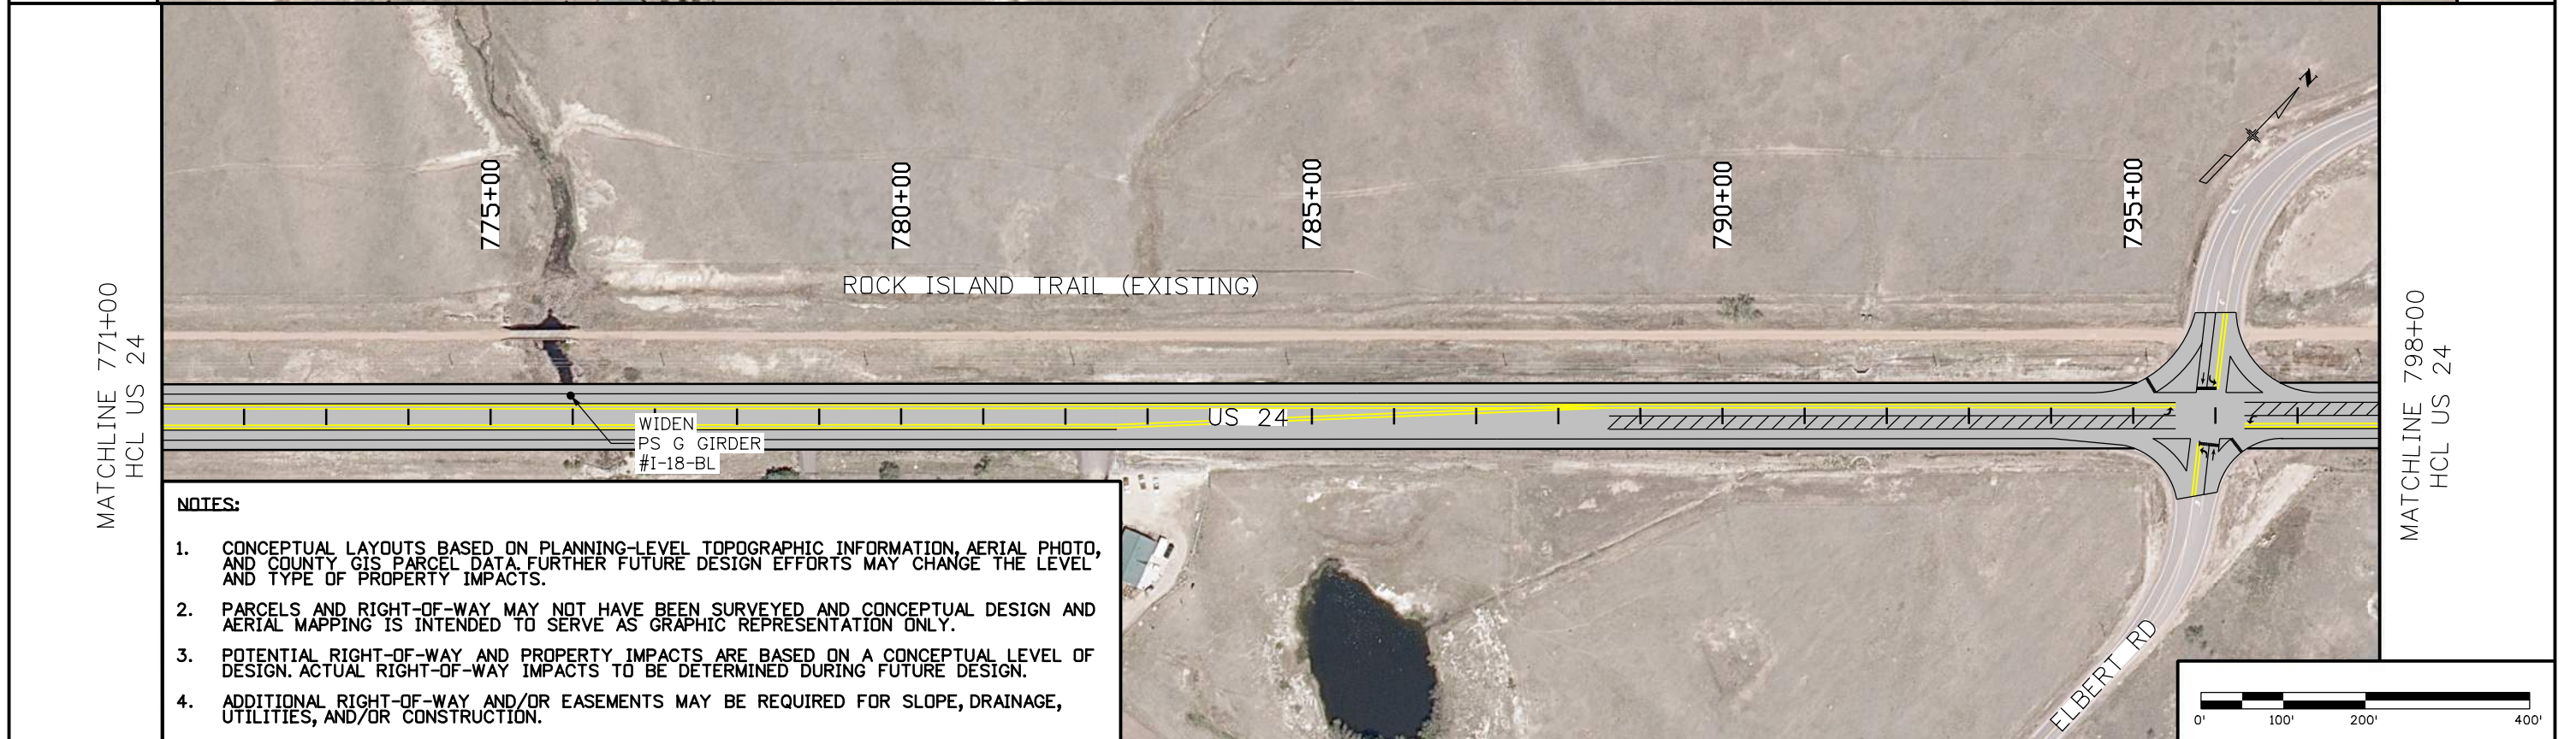 MATCHLINE 771+00
HCL US 24
775+00
780+00
785+00
790+00
795+00
N
ROCK ISLAND TRAIL (EXISTING)
US 24
WIDEN
PS G GIRDER
#I-18-BL
MATCHLINE 798+00
HCL US 24
ELBERT RD
NOTES:
1. CONCEPTUAL LAYOUTS BASED ON PLANNING-LEVEL TOPOGRAPHIC INFORMATION, AERIAL PHOTO,
AND COUNTY GIS PARCEL DATA. FURTHER FUTURE DESIGN EFFORTS MAY CHANGE THE LEVEL
AND TYPE OF PROPERTY IMPACTS.
2. PARCELS AND RIGHT-OF-WAY MAY NOT HAVE BEEN SURVEYED AND CONCEPTUAL DESIGN AND
AERIAL MAPPING IS INTENDED TO SERVE AS GRAPHIC REPRESENTATION ONLY.
3. POTENTIAL RIGHT-OF-WAY AND PROPERTY IMPACTS ARE BASED ON A CONCEPTUAL LEVEL OF
DESIGN. ACTUAL RIGHT-OF-WAY IMPACTS TO BE DETERMINED DURING FUTURE DESIGN.
4. ADDITIONAL RIGHT-OF-WAY AND/OR EASEMENTS MAY BE REQUIRED FOR SLOPE, DRAINAGE,
UTILITIES, AND/OR CONSTRUCTION.
0' 100' 200' 400'